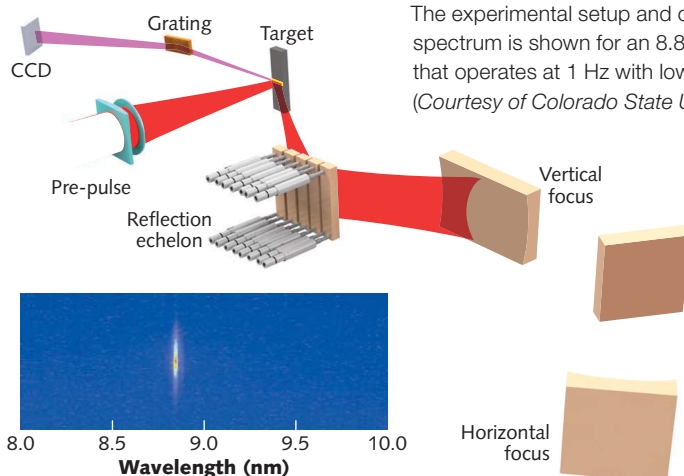 Grating
Target
CCD
Pre-pulse
Reflection
echelon
Vertical
focus
Horizontal
focus
The experimental setup and
spectrum is shown for an 8.8
that operates at 1 Hz with low
(Courtesy of Colorado State
8.0 8.5 9.0 9.5 10.0
Wavelength (nm)